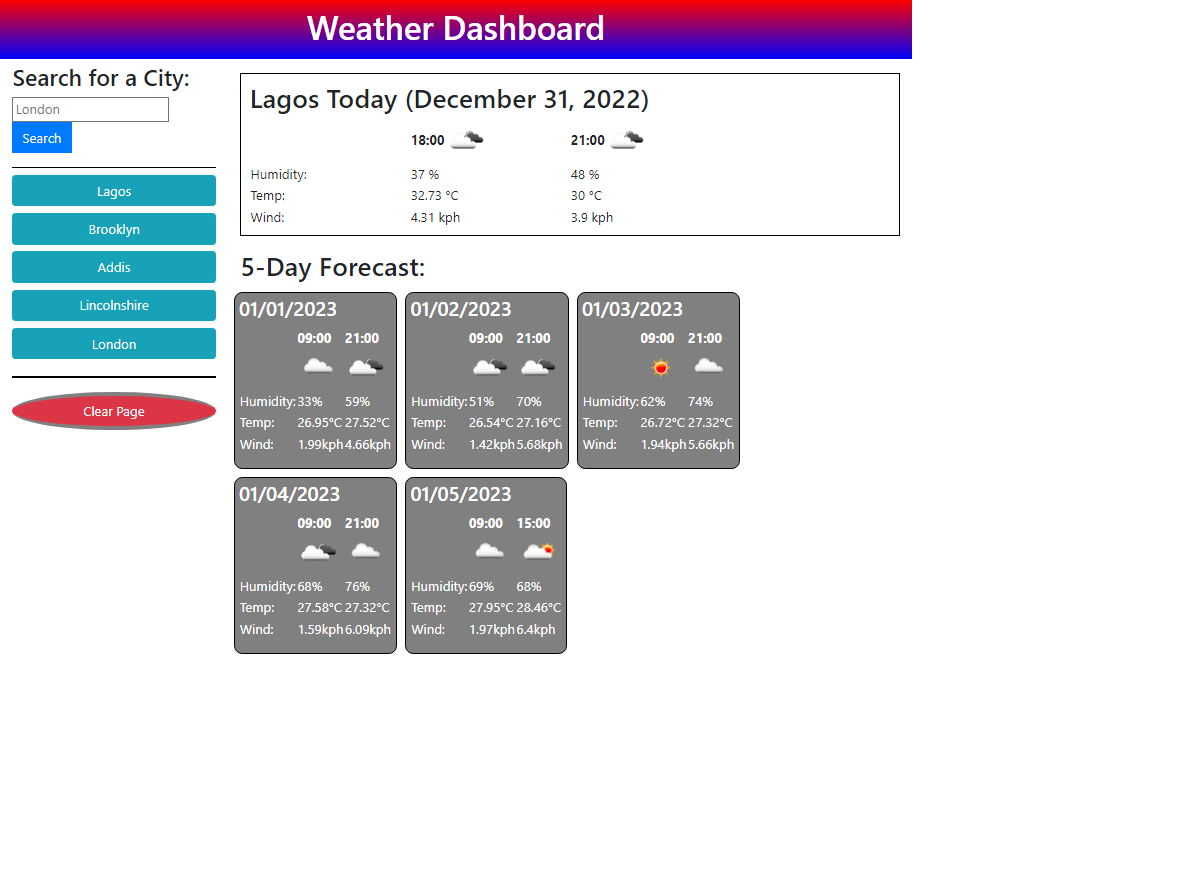 Weather Dashboard
Search for a City:
London
Search
Lagos
Brooklyn
Addis
Lincolnshire
London
Clear Page
Lagos Today (December 31, 2022)
18:00 21:00
Humidity: 37 % 48 %
Temp: 32.73 °C 30 °C
Wind: 4.31 kph 3.9 kph
5-Day Forecast:
01/01/2023
09:00 21:00
Humidity: 33% 59%
Temp: 26.95°C 27.52°C
Wind: 1.99kph 4.66kph
01/02/2023
09:00 21:00
Humidity: 51% 70%
Temp: 26.54°C 27.16°C
Wind: 1.42kph 5.68kph
01/03/2023
09:00 21:00
Humidity: 62% 74%
Temp: 26.72°C 27.32°C
Wind: 1.94kph 5.66kph
01/04/2023
09:00 21:00
Humidity: 68% 76%
Temp: 27.58°C 27.32°C
Wind: 1.59kph 6.09kph
01/05/2023
09:00 15:00
Humidity: 69% 68%
Temp: 27.95°C 28.46°C
Wind: 1.97kph 6.4kph